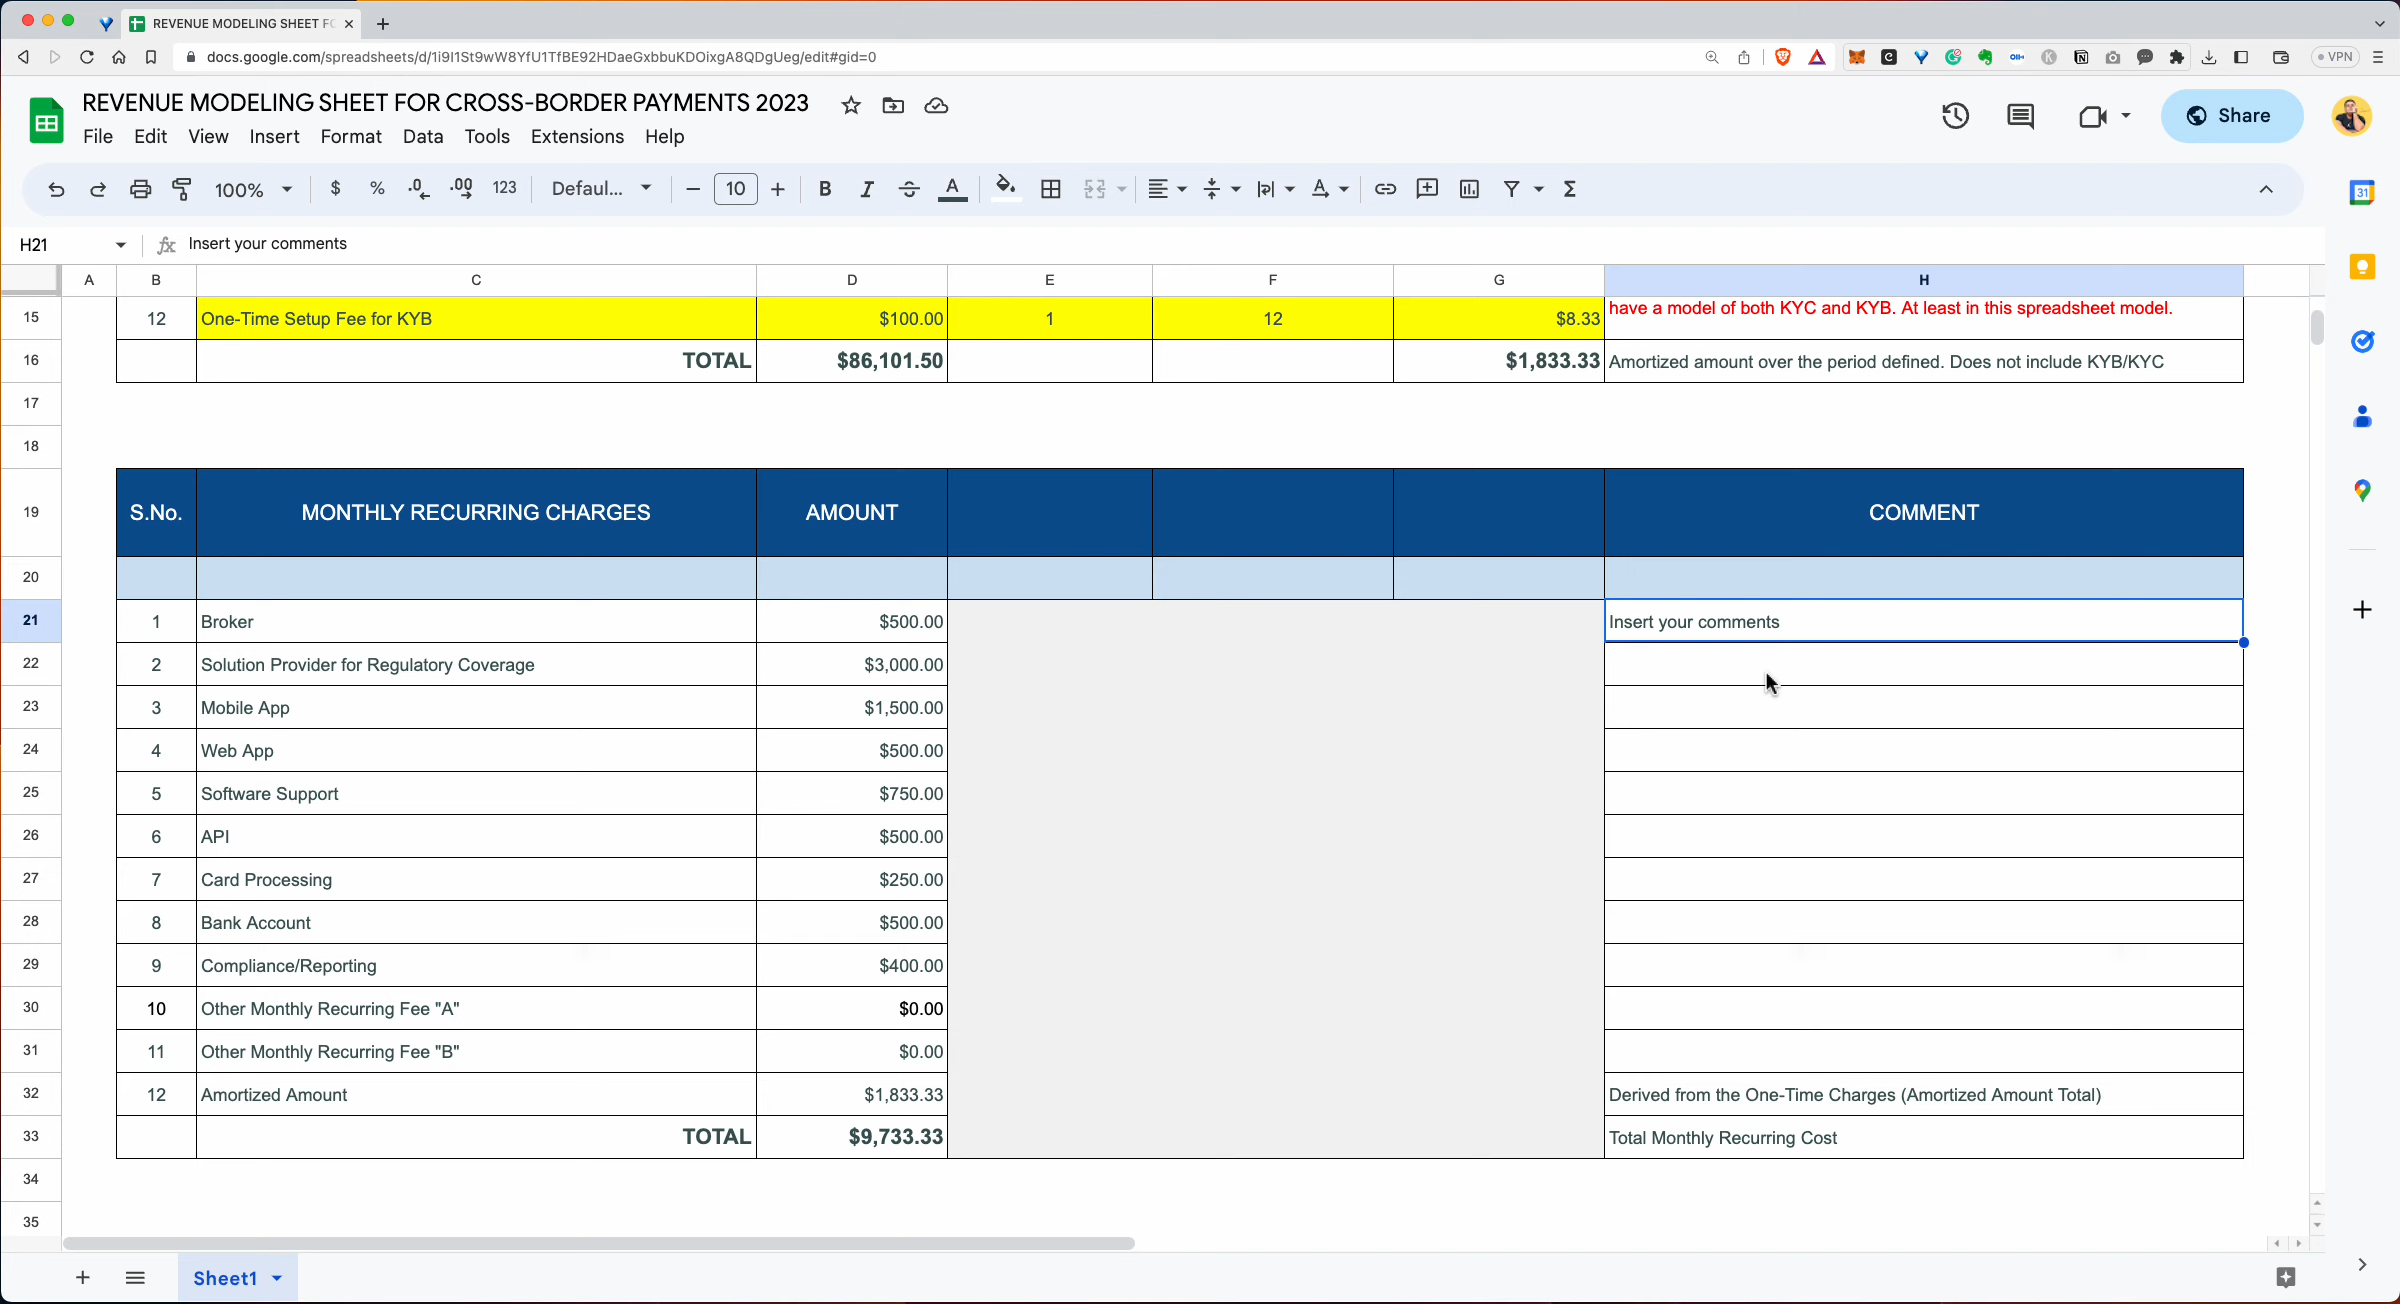 REVENUE MODELING SHEET FC
docs.google.com/spreadsheets/d/1i9I1St9wW8YfU1TfBE92HDaeGxbbuKDOixgA8QDgUeg/edit#gid=0
VPN
REVENUE MODELING SHEET FOR CROSS-BORDER PAYMENTS 2023
File Edit View Insert Format Data Tools Extensions Help
Share
100% $ % .0 .00 123 Defaul... 10 B I A
31
H21 fx Insert your comments
A B C D E F G H
15 12 One-Time Setup Fee for KYB $100.00 1 12 $8.33 have a model of both KYC and KYB. At least in this spreadsheet model.
16 TOTAL $86,101.50 $1,833.33 Amortized amount over the period defined. Does not include KYB/KYC
17
18
19 S.No. MONTHLY RECURRING CHARGES AMOUNT COMMENT
20
21 1 Broker $500.00 Insert your comments
22 2 Solution Provider for Regulatory Coverage $3,000.00
23 3 Mobile App $1,500.00
24 4 Web App $500.00
25 5 Software Support $750.00
26 6 API $500.00
27 7 Card Processing $250.00
28 8 Bank Account $500.00
29 9 Compliance/Reporting $400.00
30 10 Other Monthly Recurring Fee "A" $0.00
31 11 Other Monthly Recurring Fee "B" $0.00
32 12 Amortized Amount $1,833.33 Derived from the One-Time Charges (Amortized Amount Total)
33 TOTAL $9,733.33 Total Monthly Recurring Cost
34
35
Sheet1